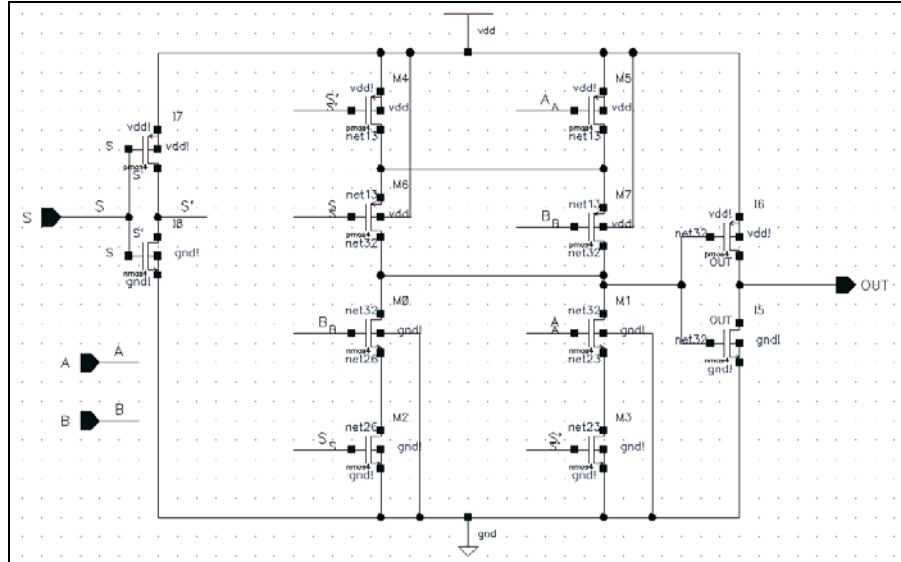 vdd
M4
vdd!
S'
vdd!
pmos4
net13
M5
vdd!
A
A
vdd!
pmos4
net13
I7
vdd!
S
vdd!
pmos4
S'
S
S
S'
I8
S'
S
gnd!
nmos4
gnd!
M6
net13
S
S
vdd!
pmos4
net32
M7
net13
B
B
vdd!
pmos4
net32
I6
vdd!
net32
vdd!
pmos4
OUT
OUT
M0
net32
B
B
gnd!
nmos4
net26
M1
net32
A
A
gnd!
nmos4
net23
I5
OUT
net32
gnd!
nmos4
gnd!
A
A
B
B
M2
net26
S
S
gnd!
nmos4
gnd!
M3
net23
S'
gnd!
nmos4
gnd!
gnd